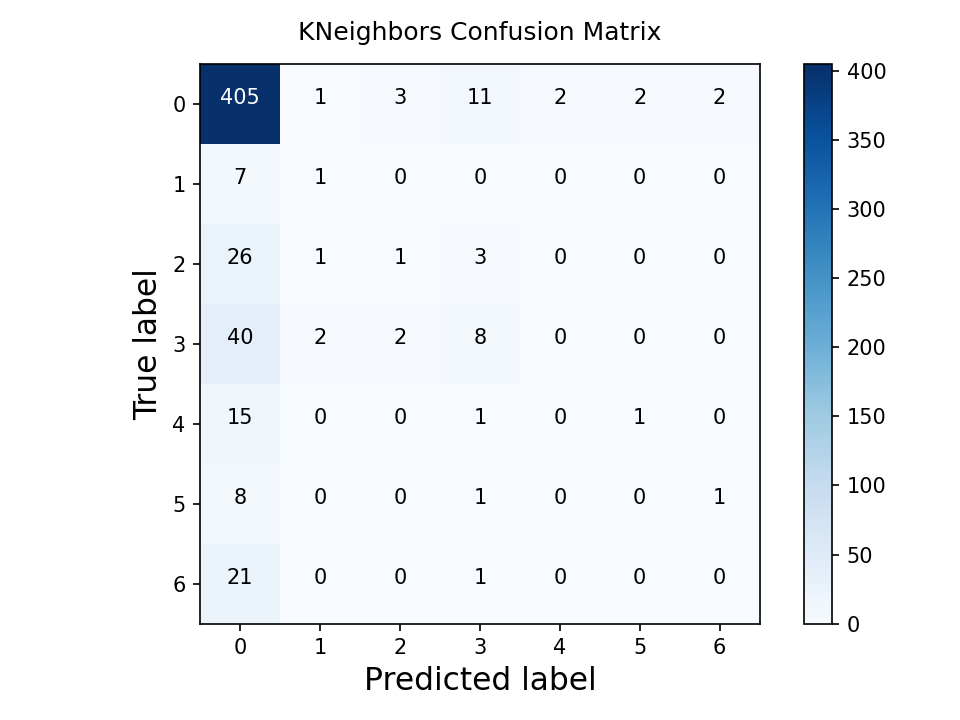 KNeighbors Confusion Matrix
0 405 1 3 11 2 2 2
1 7 1 0 0 0 0 0
2 26 1 1 3 0 0 0
3 40 2 2 8 0 0 0
4 15 0 0 1 0 1 0
5 8 0 0 1 0 0 1
6 21 0 0 1 0 0 0
0 1 2 3 4 5 6
Predicted label
True label
400
350
300
250
200
150
100
50
0